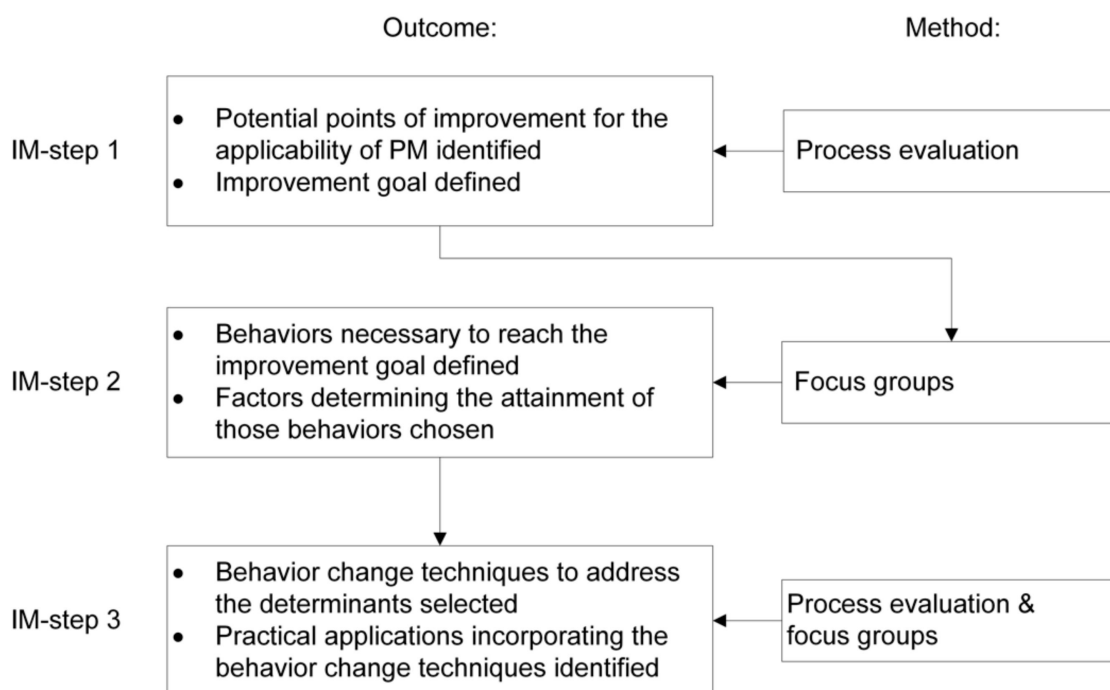 Outcome:
Method:
IM-step 1
• Potential points of improvement for the
applicability of PM identified
• Improvement goal defined
Process evaluation
IM-step 2
• Behaviors necessary to reach the
improvement goal defined
• Factors determining the attainment of
those behaviors chosen
Focus groups
IM-step 3
• Behavior change techniques to address
the determinants selected
• Practical applications incorporating the
behavior change techniques identified
Process evaluation &
focus groups